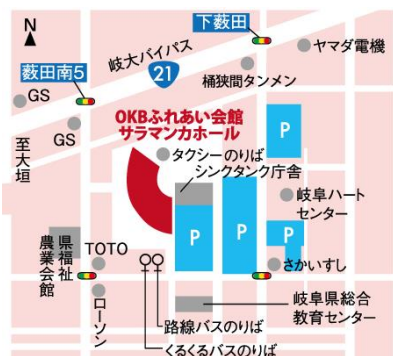 N
下薮田
ヤマダ電機
岐大バイパス
21
桶狭間タンメン
薮田南5
GS
GS
至大垣
OKBふれあい会館
サラマンカホール
タクシーのりば
シンクタンク庁舎
P
P
P
P
岐阜ハート
センター
県福祉
農業会館
TOTO
さかいすし
ローソン
岐阜県総合
教育センター
路線バスのりば
くるくるバスのりば